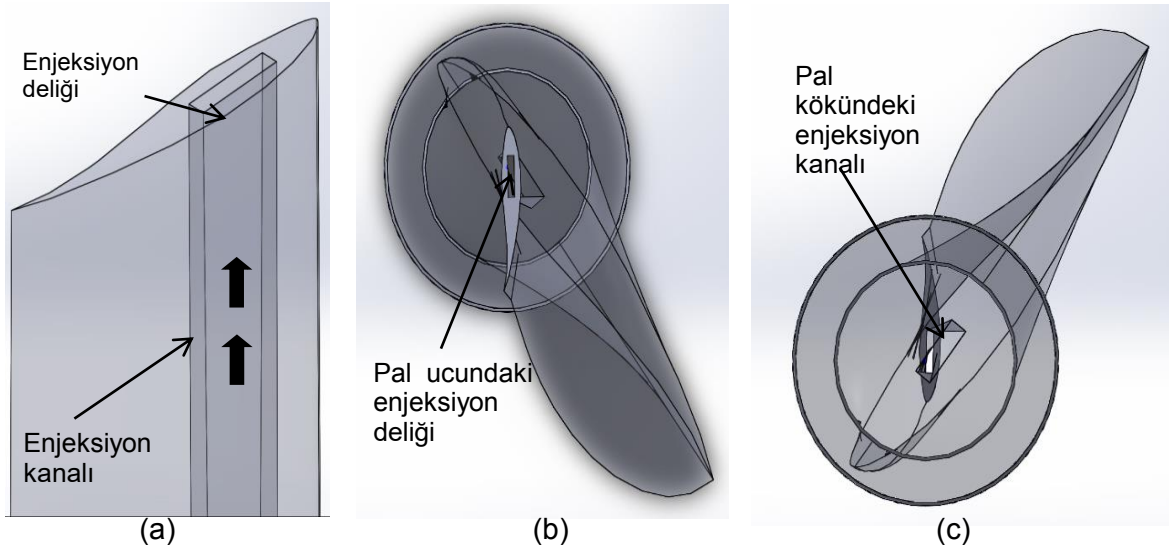 Enjeksiyon
deliği
Enjeksiyon
kanalı
(a)
Pal ucundaki
enjeksiyon
deliği
(b)
Pal
kökündeki
enjeksiyon
kanalı
(c)